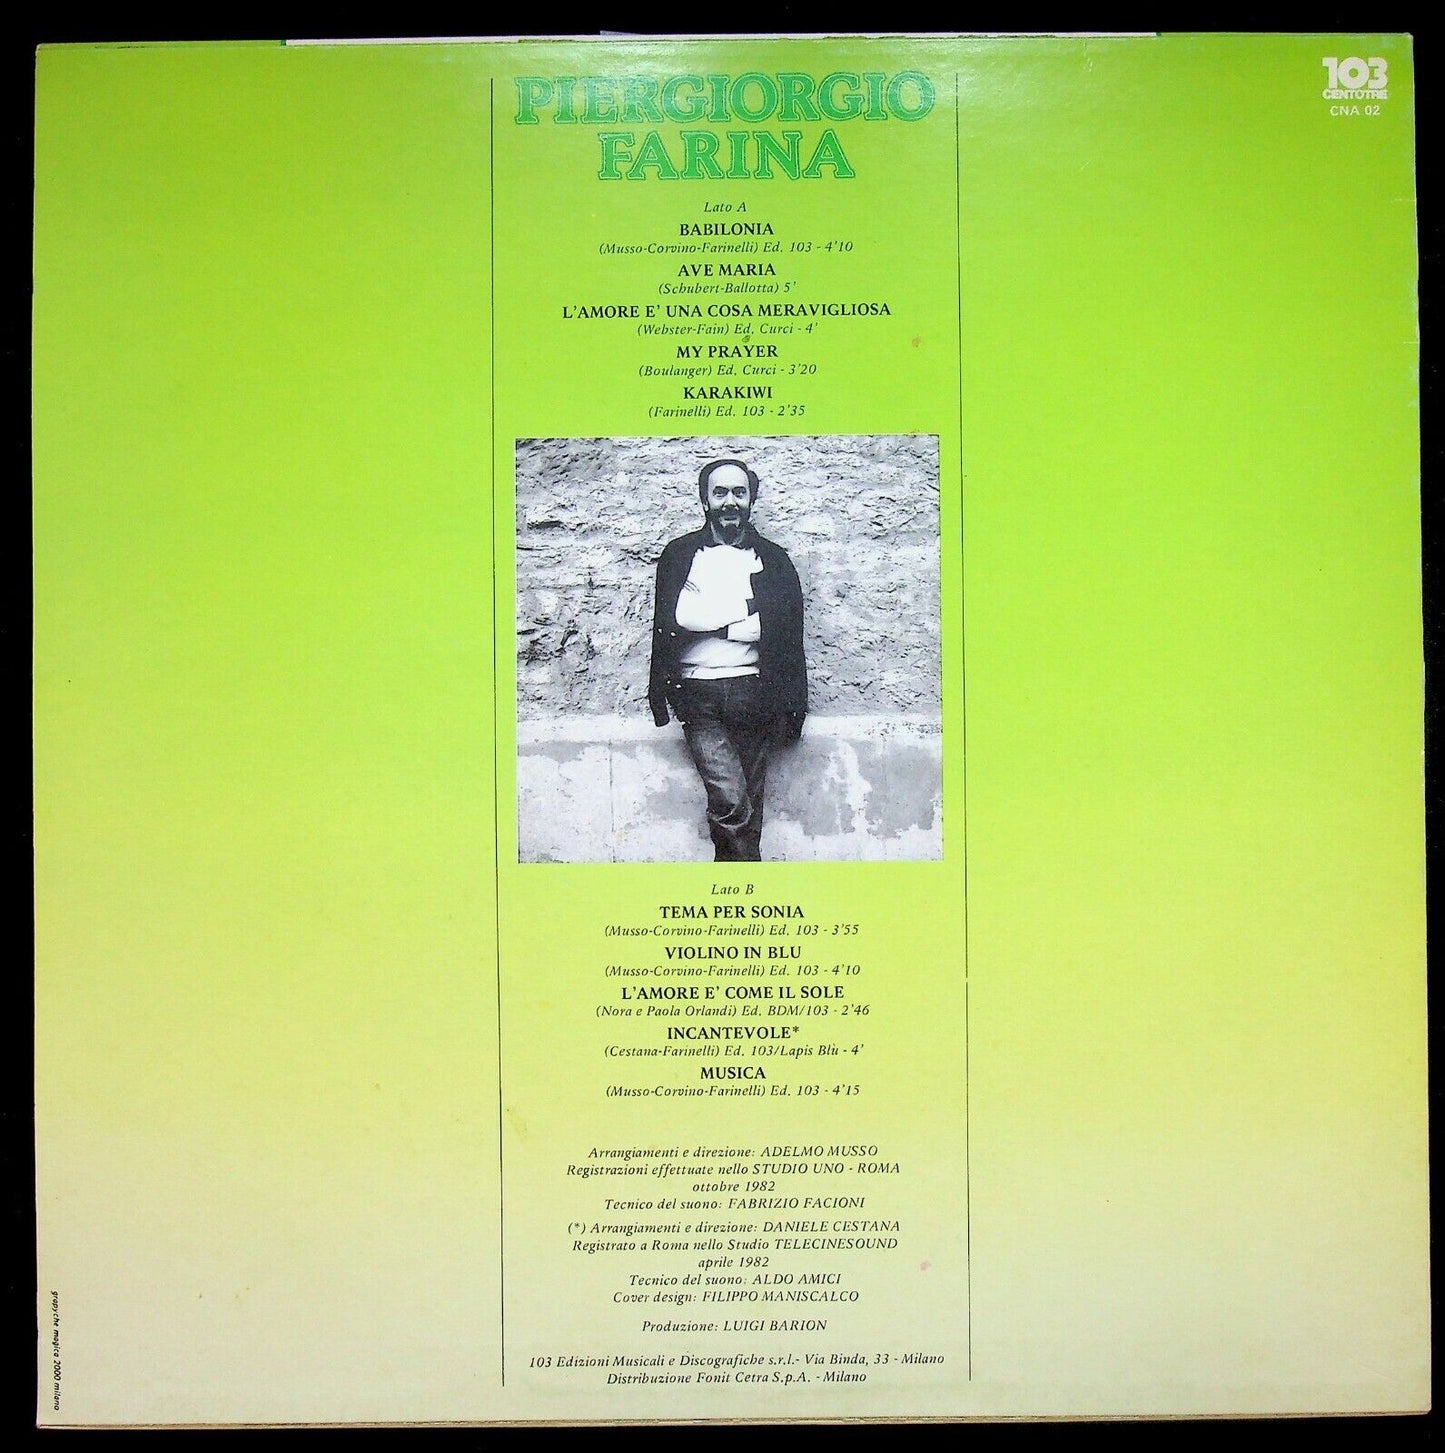 PIERGIORGIO
FARINA
103
CENTOTRE
CNA 02
Lato A
BABILONIA
(Musso-Corvino-Farinelli) Ed. 103 - 4'10
AVE MARIA
(Schubert-Ballotta) 5'
L'AMORE E' UNA COSA MERAVIGLIOSA
(Webster-Fain) Ed. Curci - 4'
MY PRAYER
(Boulanger) Ed. Curci - 3'20
KARAKIWI
(Farinelli) Ed. 103 - 2'35
Lato B
TEMA PER SONIA
(Musso-Corvino-Farinelli) Ed. 103 - 3'55
VIOLINO IN BLU
(Musso-Corvino-Farinelli) Ed. 103 - 4'10
L'AMORE E' COME IL SOLE
(Nora e Paola Orlandi) Ed. BDM/103 - 2'46
INCANTEVOLE*
(Cestana-Farinelli) Ed. 103/Lapis Blù - 4'
MUSICA
(Musso-Corvino-Farinelli) Ed. 103 - 4'15
Arrangiamenti e direzione: ADELMO MUSSO
Registrazioni effettuate nello STUDIO UNO - ROMA
ottobre 1982
Tecnico del suono: FABRIZIO FACIONI
(*) Arrangiamenti e direzione: DANIELE CESTANA
Registrato a Roma nello Studio TELECINESOUND
aprile 1982
Tecnico del suono: ALDO AMICI
Cover design: FILIPPO MANISCALCO
Produzione: LUIGI BARION
103 Edizioni Musicali e Discografiche s.r.l.- Via Binda, 33 - Milano
Distribuzione Fonit Cetra S.p.A. - Milano
graphiche magica 2000 milano